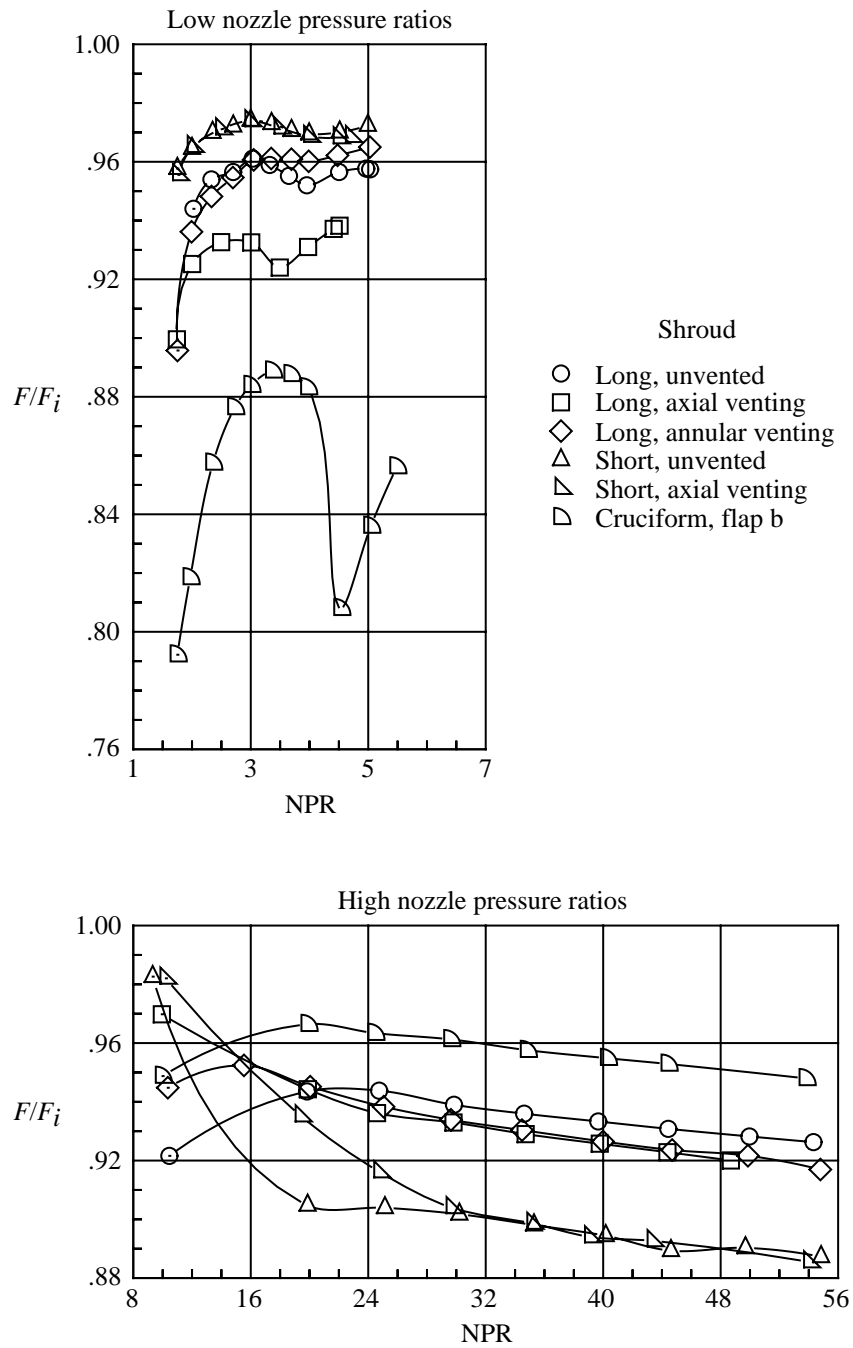 Low nozzle pressure ratios
1.00
.96
.92
F/Fi
.88
.84
.80
.76
1 3 5 7
NPR
Shroud
Long, unvented
Long, axial venting
Long, annular venting
Short, unvented
Short, axial venting
Cruciform, flap b
High nozzle pressure ratios
1.00
.96
F/Fi
.92
.88
8 16 24 32 40 48 56
NPR